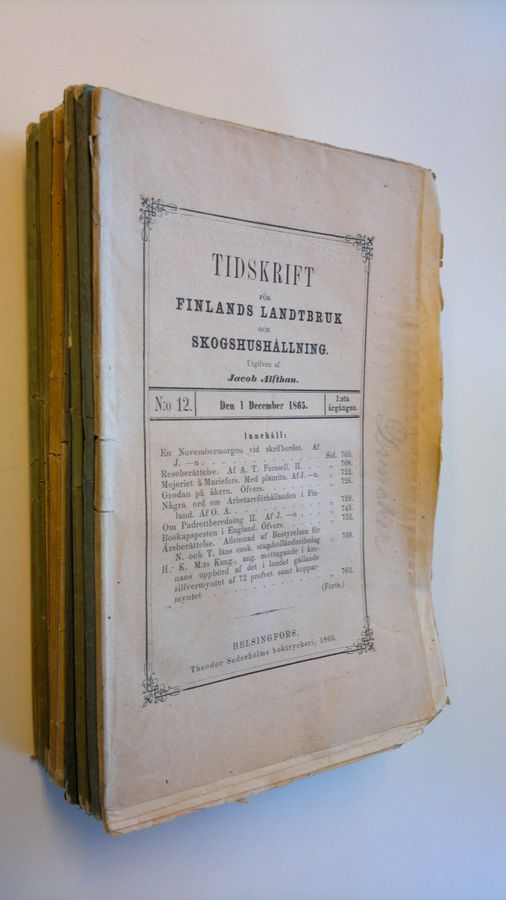 TIDSKRIFT
FÖR
FINLANDS LANDTBRUK
OCH
SKOGSHUSHÅLLNING.
Utgifven af
Jacob Alfthan.
N:o 12.
Den 1 December 1865.
1:sta
årgången.
Innehåll:
En Novembermorgon vid skrifbordet. Af
J. —n . . . . . . . . . . . Sid. 705.
Reseberättelse. Af A. T. Forssell. II. . . „ 708.
Mejeriet å Mariefors. Med planrita. Af J.—n. „ 722.
Grodan på åkern. Öfvers. . . . . . „ 726.
Några ord om Arbetareförhållanden i Fin-
land. Af O. A. . . . . . . . „ 729.
Om Pudrettberedning II. Af J. —n . . . „ 743.
Boskapspesten i England. Öfvers. . . . „ 752.
Årsberättelse. Aflemnad af Bestyrelsen för
N. och T. läns ensk. stamholländeribolag „ 759.
H. K. M:ts Kung., ang. mottagande i kro-
nans uppbörd af det i landet gällande
silfvermyntet af 72 profvet samt koppar-
myntet . . . . . . . . . . „ 762.
(Forts.)
HELSINGFORS,
Theodor Sederholms boktryckeri, 1865.